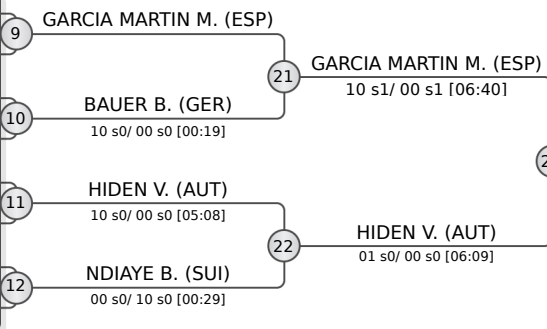 GARCIA MARTIN M. (ESP)
9
21
GARCIA MARTIN M. (ESP)
10 s1/ 00 s1 [06:40]
10
BAUER B. (GER)
10 s0/ 00 s0 [00:19]
11
HIDEN V. (AUT)
10 s0/ 00 s0 [05:08]
22
HIDEN V. (AUT)
01 s0/ 00 s0 [06:09]
12
NDIAYE B. (SUI)
00 s0/ 10 s0 [00:29]